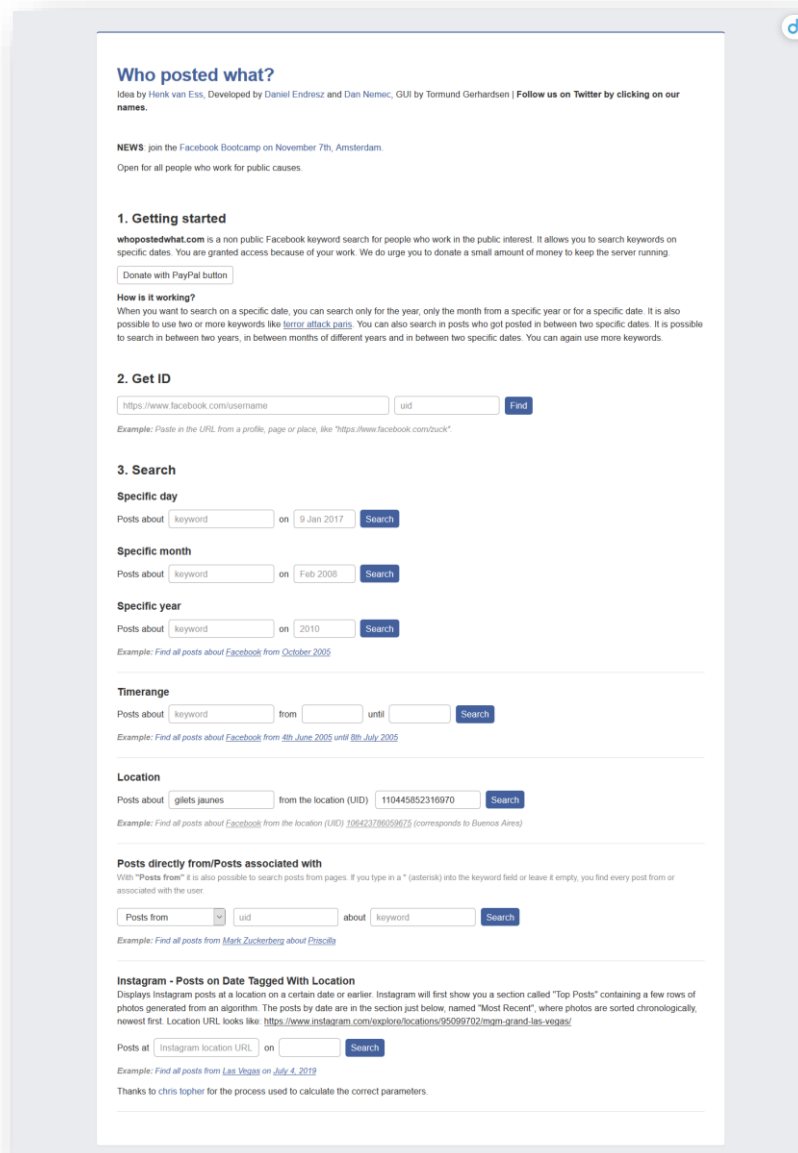 d
Who posted what?
Idea by Henk van Ess, Developed by Daniel Endresz and Dan Nemec, GUI by Tormund Gerhardsen | Follow us on Twitter by clicking on our
names.
NEWS: join the Facebook Bootcamp on November 7th, Amsterdam.
Open for all people who work for public causes.
1. Getting started
whopostedwhat.com is a non public Facebook keyword search for people who work in the public interest. It allows you to search keywords on
specific dates. You are granted access because of your work. We do urge you to donate a small amount of money to keep the server running.
Donate with PayPal button
How is it working?
When you want to search on a specific date, you can search only for the year, only the month from a specific year or for a specific date. It is also
possible to use two or more keywords like terror attack paris. You can also search in posts who got posted in between two specific dates. It is possible
to search in between two years, in between months of different years and in between two specific dates. You can again use more keywords.
2. Get ID
https://www.facebook.com/username uid Find
Example: Paste in the URL from a profile, page or place, like "https://www.facebook.com/zuck".
3. Search
Specific day
Posts about keyword on 9 Jan 2017 Search
Specific month
Posts about keyword on Feb 2008 Search
Specific year
Posts about keyword on 2010 Search
Example: Find all posts about Facebook from October 2005
Timerange
Posts about keyword from until Search
Example: Find all posts about Facebook from 4th June 2005 until 8th July 2005
Location
Posts about gilets jaunes from the location (UID) 110445852316970 Search
Example: Find all posts about Facebook from the location (UID) 106423786059675 (corresponds to Buenos Aires)
Posts directly from/Posts associated with
With "Posts from" it is also possible to search posts from pages. If you type in a * (asterisk) into the keyword field or leave it empty, you find every post from or
associated with the user.
Posts from uid about keyword Search
Example: Find all posts from Mark Zuckerberg about Priscilla
Instagram - Posts on Date Tagged With Location
Displays Instagram posts at a location on a certain date or earlier. Instagram will first show you a section called "Top Posts" containing a few rows of
photos generated from an algorithm. The posts by date are in the section just below, named "Most Recent", where photos are sorted chronologically,
newest first. Location URL looks like: https://www.instagram.com/explore/locations/95099702/mgm-grand-las-vegas/
Posts at Instagram location URL on Search
Example: Find all posts from Las Vegas on July 4, 2019
Thanks to chris topher for the process used to calculate the correct parameters.